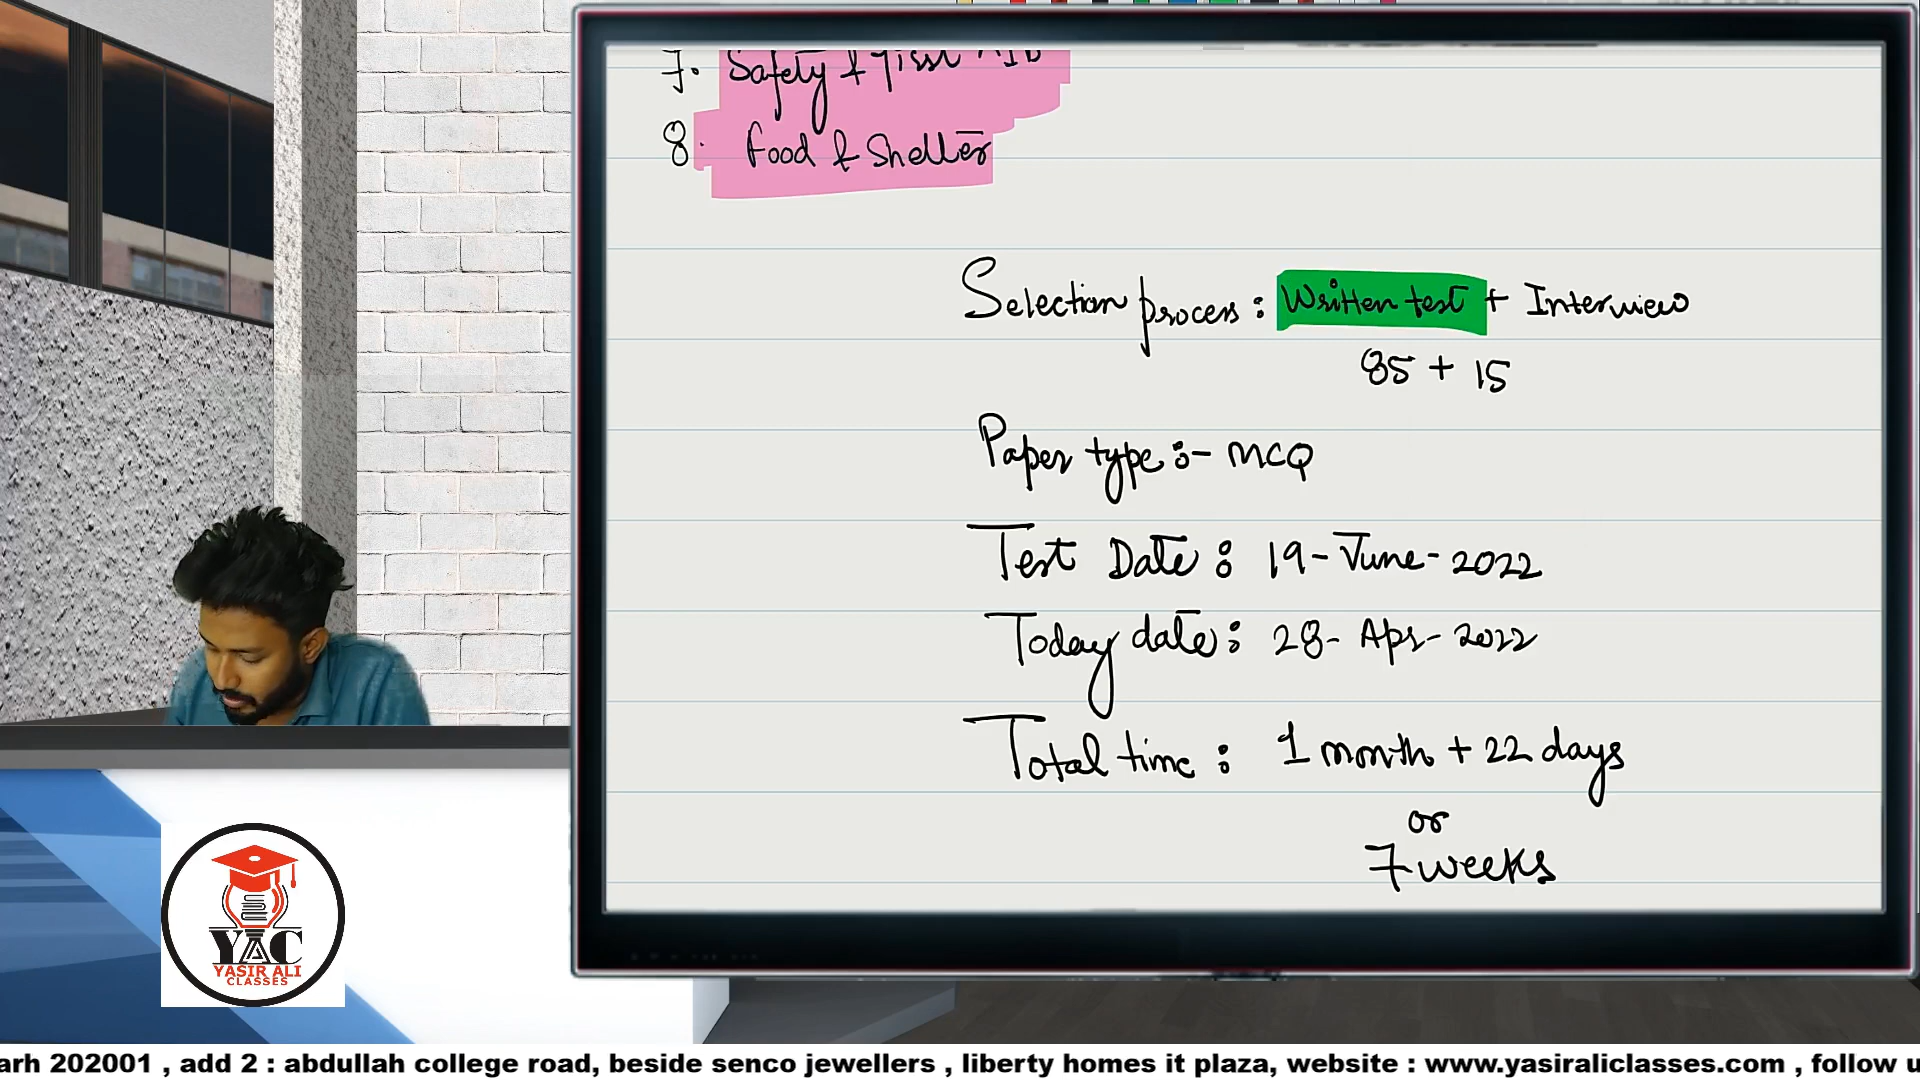 7. Safety & first AID
8. Food & Shelter
Selection process : Written test + Interview
85 + 15
Paper type :- MCQ
Test Date : 19-June-2022
Today date : 28-Apr-2022
Total time : 1 month + 22 days
or
7 weeks
YAC
YASIR ALI
CLASSES
arh 202001 , add 2 : abdullah college road, beside senco jewellers , liberty homes it plaza, website : www.yasiraliclasses.com , follow u